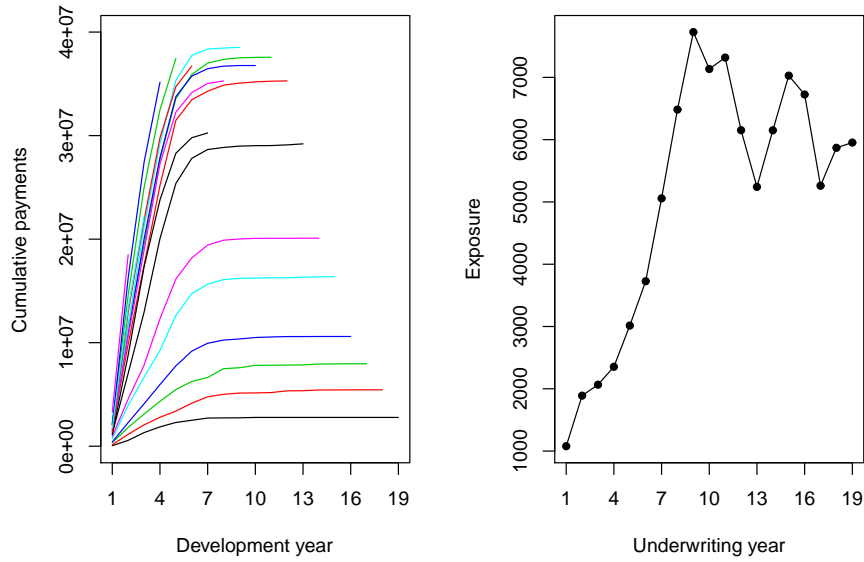 Cumulative payments
0e+00 1e+07 2e+07 3e+07 4e+07
1 4 7 10 13 16 19
Development year
Exposure
1000 2000 3000 4000 5000 6000 7000
1 4 7 10 13 16 19
Underwriting year